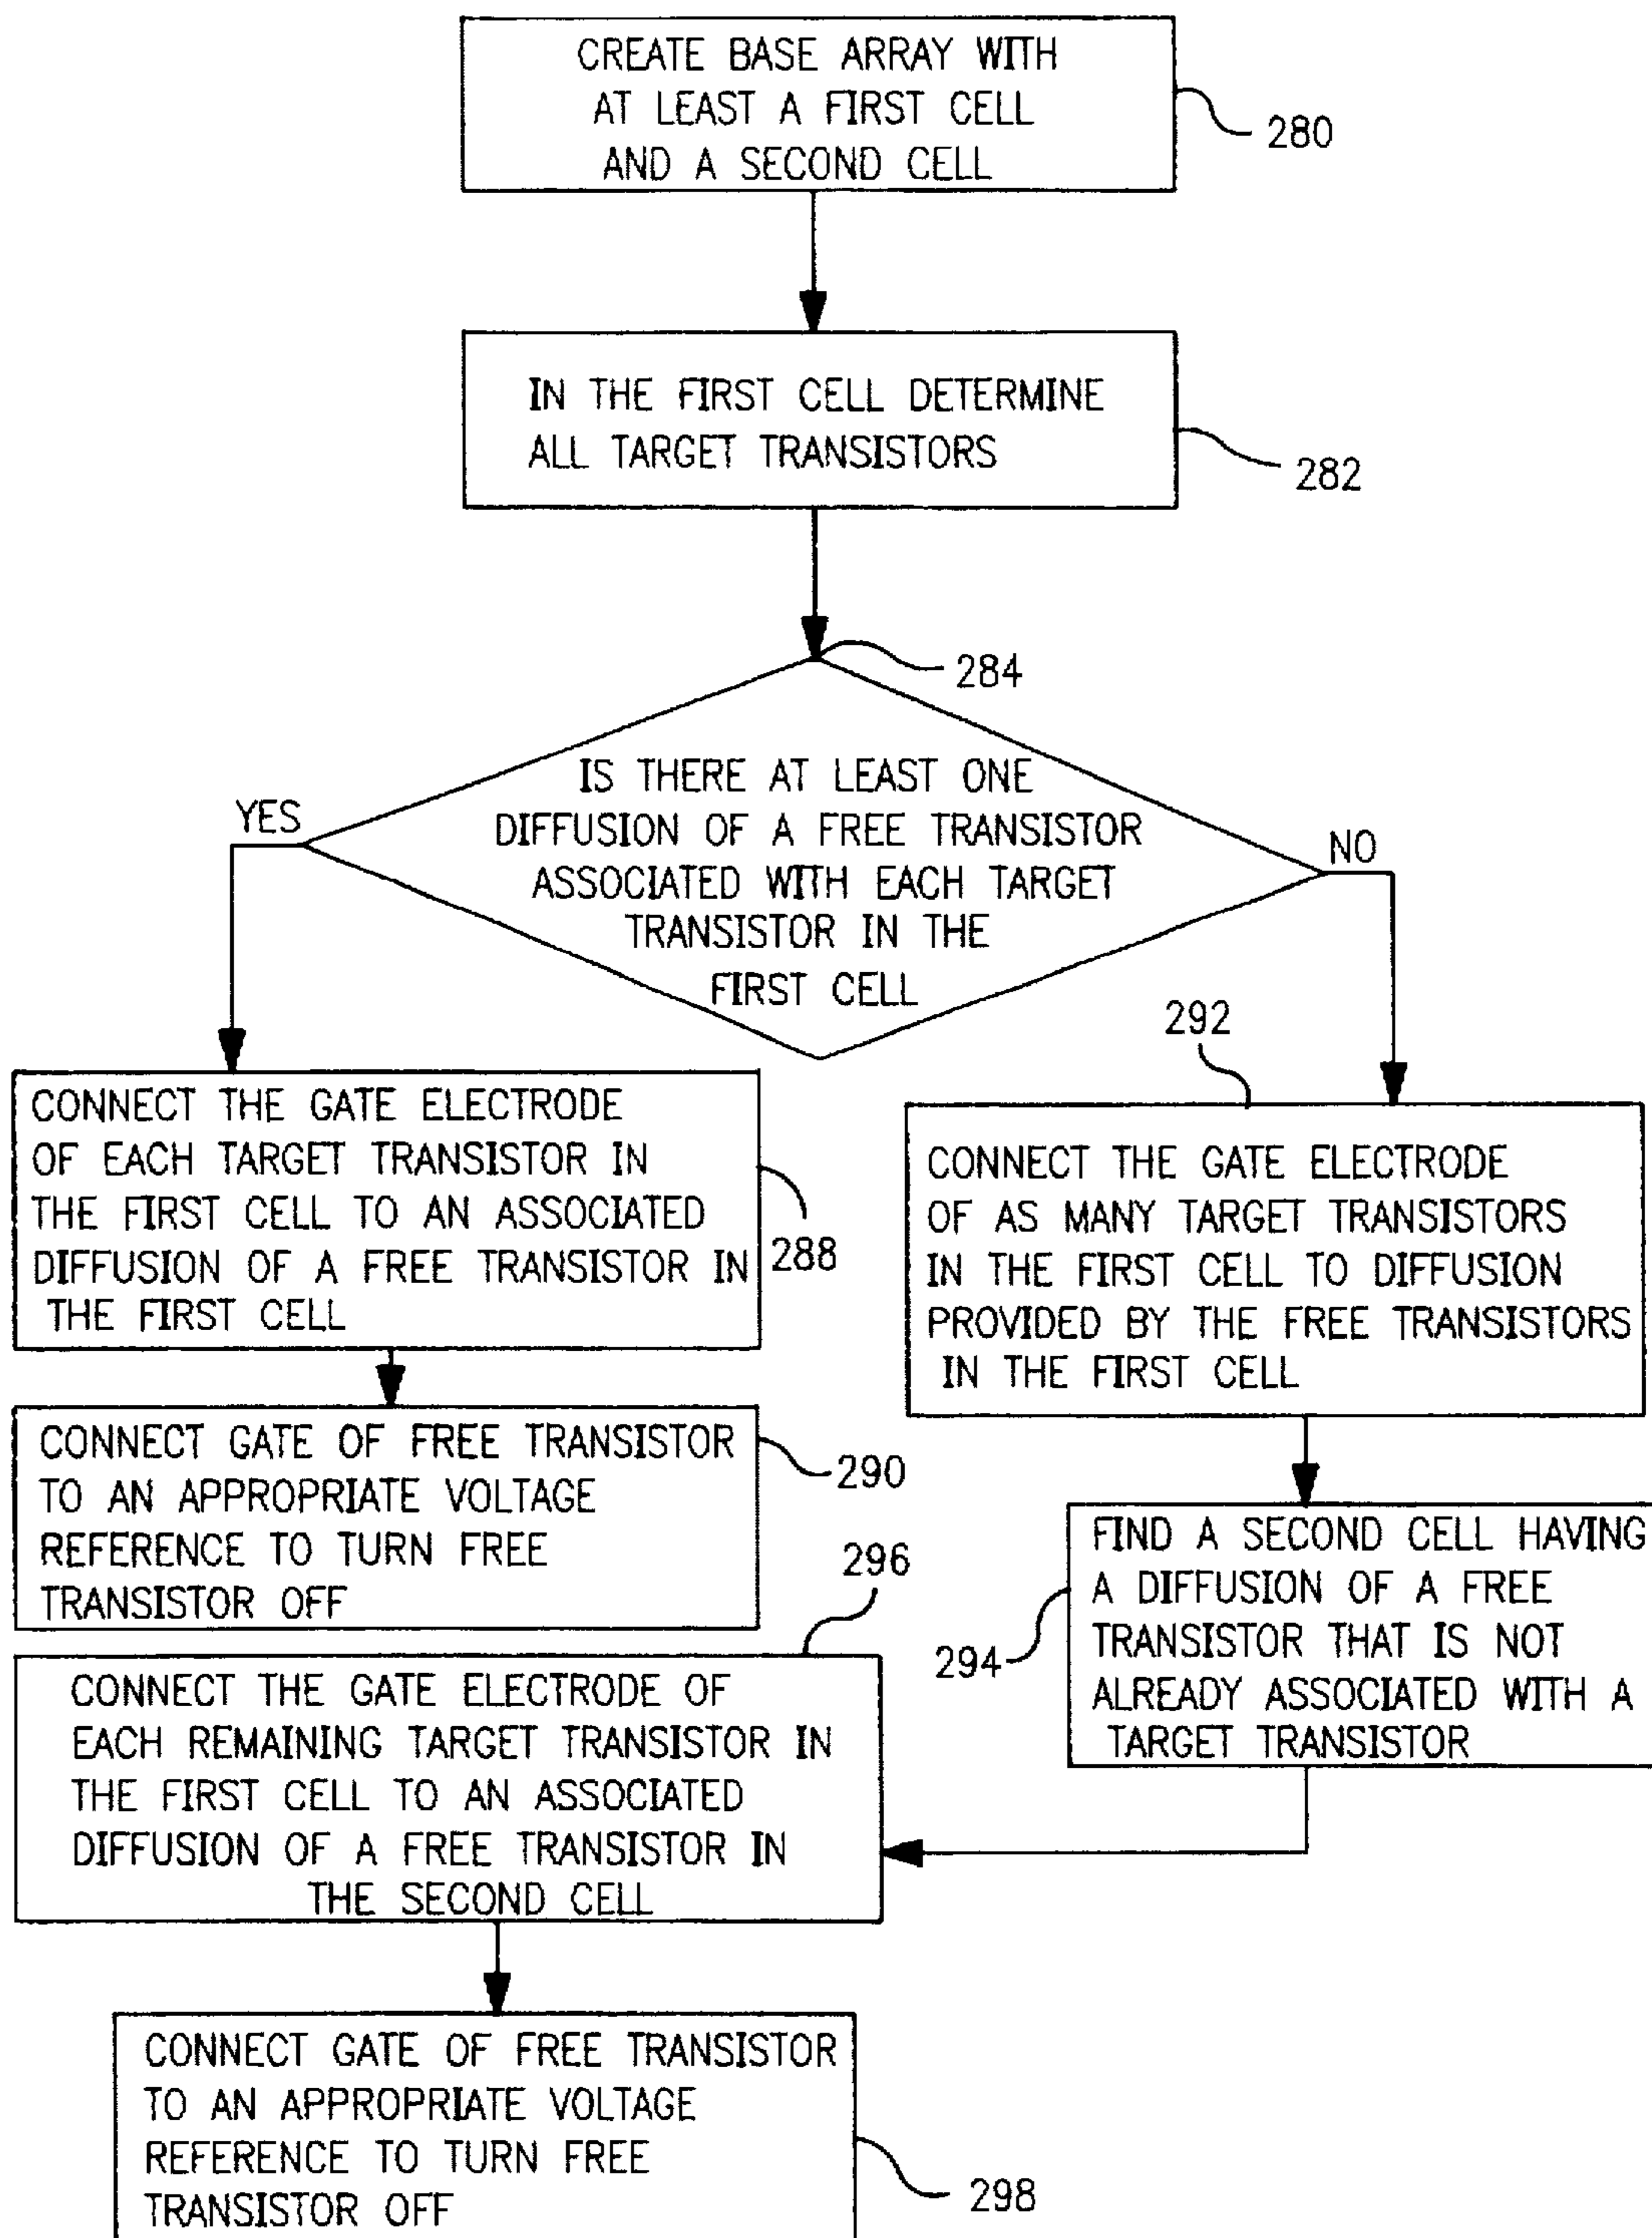 CREATE BASE ARRAY WITH
AT LEAST A FIRST CELL
AND A SECOND CELL
280
IN THE FIRST CELL DETERMINE
ALL TARGET TRANSISTORS
282
284
IS THERE AT LEAST ONE
DIFFUSION OF A FREE TRANSISTOR
ASSOCIATED WITH EACH TARGET
TRANSISTOR IN THE
FIRST CELL
YES
NO
CONNECT THE GATE ELECTRODE
OF EACH TARGET TRANSISTOR IN
THE FIRST CELL TO AN ASSOCIATED
DIFFUSION OF A FREE TRANSISTOR IN
THE FIRST CELL
288
CONNECT GATE OF FREE TRANSISTOR
TO AN APPROPRIATE VOLTAGE
REFERENCE TO TURN FREE
TRANSISTOR OFF
290
292
CONNECT THE GATE ELECTRODE
OF AS MANY TARGET TRANSISTORS
IN THE FIRST CELL TO DIFFUSION
PROVIDED BY THE FREE TRANSISTORS
IN THE FIRST CELL
FIND A SECOND CELL HAVING
A DIFFUSION OF A FREE
TRANSISTOR THAT IS NOT
ALREADY ASSOCIATED WITH A
TARGET TRANSISTOR
294
296
CONNECT THE GATE ELECTRODE OF
EACH REMAINING TARGET TRANSISTOR IN
THE FIRST CELL TO AN ASSOCIATED
DIFFUSION OF A FREE TRANSISTOR IN
THE SECOND CELL
CONNECT GATE OF FREE TRANSISTOR
TO AN APPROPRIATE VOLTAGE
REFERENCE TO TURN FREE
TRANSISTOR OFF
298